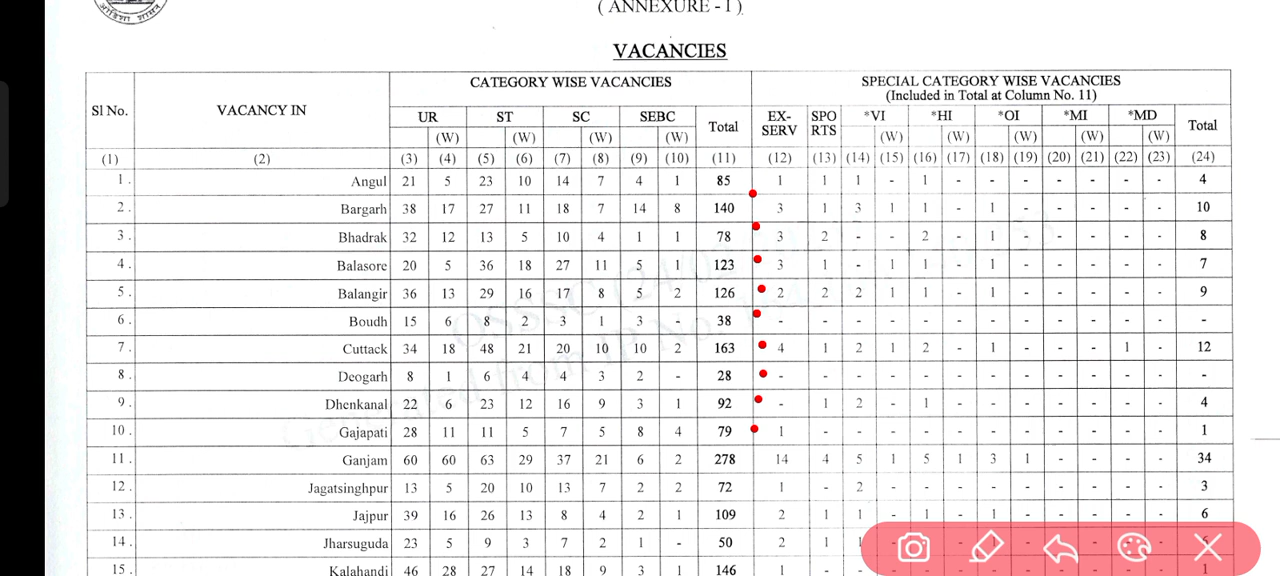 ଓଡ଼ିଶା ଶାସନ
( ANNEXURE - I )
VACANCIES
Sl No. VACANCY IN CATEGORY WISE VACANCIES SPECIAL CATEGORY WISE VACANCIES
(Included in Total at Column No. 11)
UR ST SC SEBC Total EX-SERV SPORTS *VI *HI *OI *MI *MD Total
(W) (W) (W) (W) (W) (W) (W) (W) (W)
(1) (2) (3) (4) (5) (6) (7) (8) (9) (10) (11) (12) (13) (14) (15) (16) (17) (18) (19) (20) (21) (22) (23) (24)
1. Angul 21 5 23 10 14 7 4 1 85 1 1 1 - 1 - - - - - - - 4
2. Bargarh 38 17 27 11 18 7 14 8 140 3 1 3 1 1 - 1 - - - - - 10
3. Bhadrak 32 12 13 5 10 4 1 1 78 3 2 - - 2 - 1 - - - - - 8
4. Balasore 20 5 36 18 27 11 5 1 123 3 1 - 1 1 - 1 - - - - - 7
5. Balangir 36 13 29 16 17 8 5 2 126 2 2 2 1 1 - 1 - - - - - 9
6. Boudh 15 6 8 2 3 1 3 - 38 - - - - - - - - - - - - -
7. Cuttack 34 18 48 21 20 10 10 2 163 4 1 2 1 2 - 1 - - - 1 - 12
8. Deogarh 8 1 6 4 4 3 2 - 28 - - - - - - - - - - - - -
9. Dhenkanal 22 6 23 12 16 9 3 1 92 - 1 2 - 1 - - - - - - - 4
10. Gajapati 28 11 11 5 7 5 8 4 79 1 - - - - - - - - - - - 1
11. Ganjam 60 60 63 29 37 21 6 2 278 14 4 5 1 5 1 3 1 - - - - 34
12. Jagatsinghpur 13 5 20 10 13 7 2 2 72 1 - 2 - - - - - - - - - 3
13. Jajpur 39 16 26 13 8 4 2 1 109 2 1 1 - 1 - 1 - - - - - 6
14. Jharsuguda 23 5 9 3 7 2 1 - 50 2 1
15. Kalahandi 46 28 27 14 18 9 3 1 146 1 -